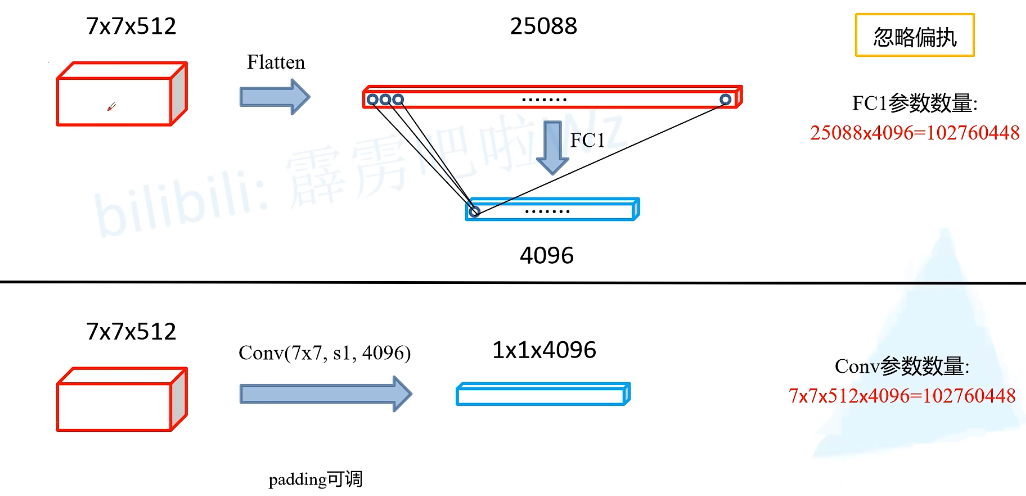 7x7x512
Flatten
25088
忽略偏执
FC1参数数量:
25088x4096=102760448
.......
FC1
bilibili: 霹雳吧啦Wz
.......
4096
7x7x512
Conv(7x7, s1, 4096)
1x1x4096
Conv参数数量:
7x7x512x4096=102760448
padding可调